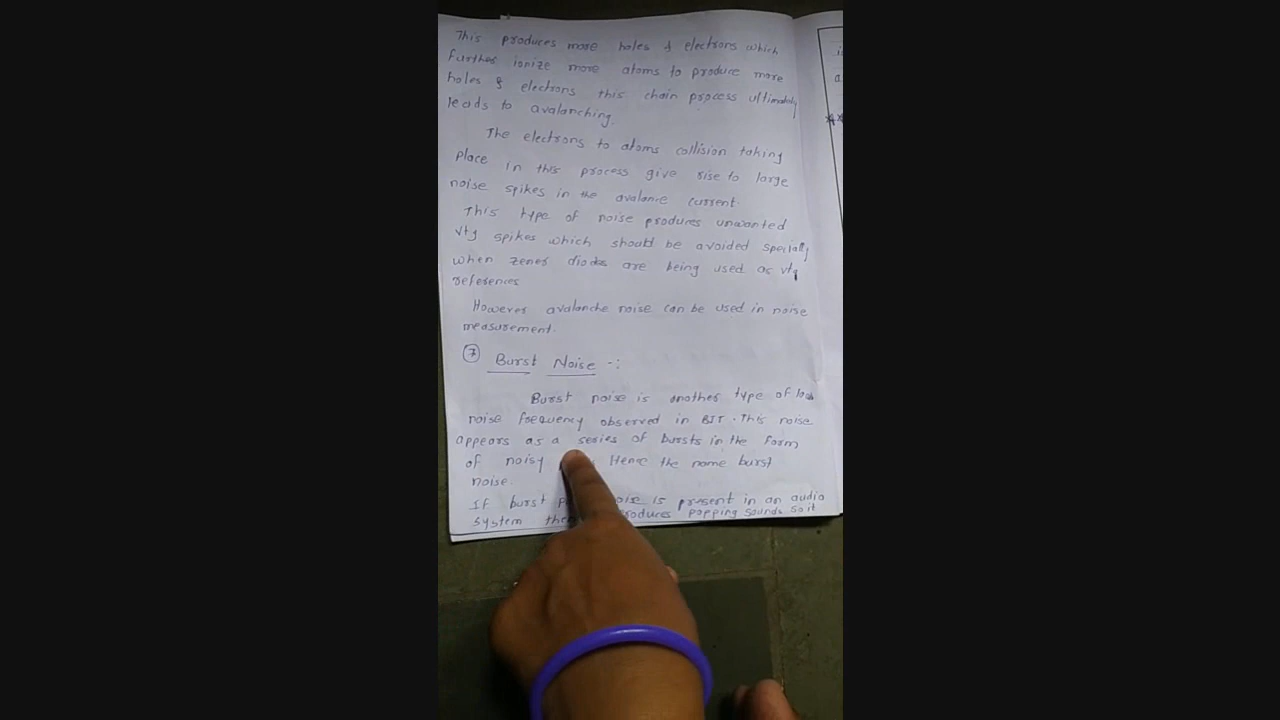 This produces more holes & electrons which
further ionize more atoms to produce more
holes & electrons this chain process ultimately
leads to avalanching.
The electrons to atoms collision taking
place in this process give rise to large
noise spikes in the avalance current.
This type of noise produces unwanted
vtg spikes which should be avoided specially
when zener diodes are being used as vtg
references
However avalanche noise can be used in noise
measurement.
7 Burst Noise -:
Burst noise is another type of
noise frequency observed in BJT. This noise
appears as a series of bursts in the form
of noisy Hence the name burst
noise.
If burst noise is present in an audio
system produces popping sounds so it